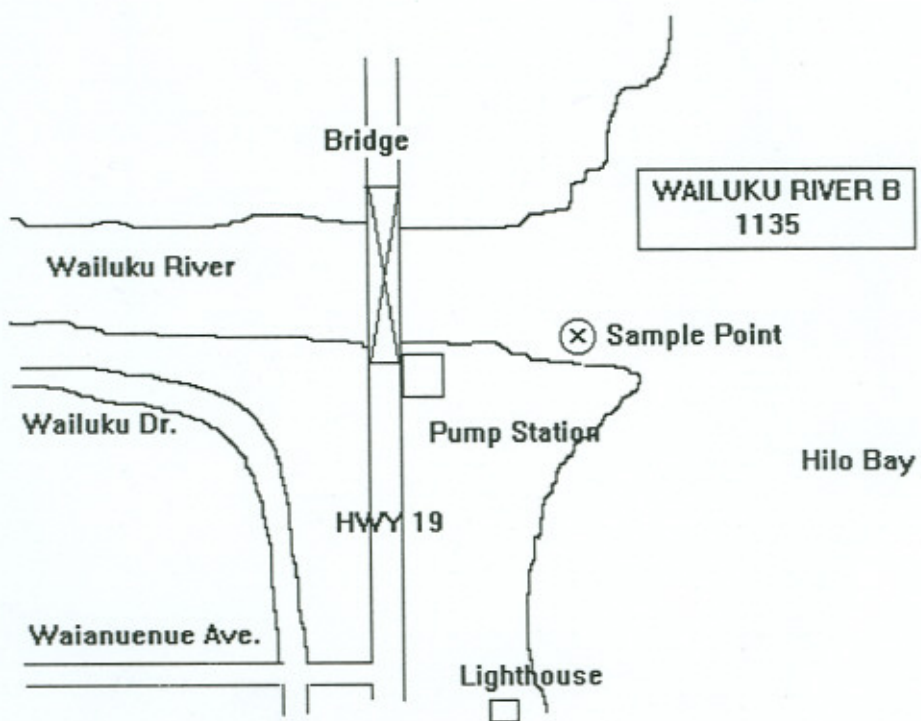 Bridge
WAILUKU RIVER B
1135
Wailuku River
Sample Point
Wailuku Dr.
Pump Station
Hilo Bay
HWY 19
Waianuenue Ave.
Lighthouse